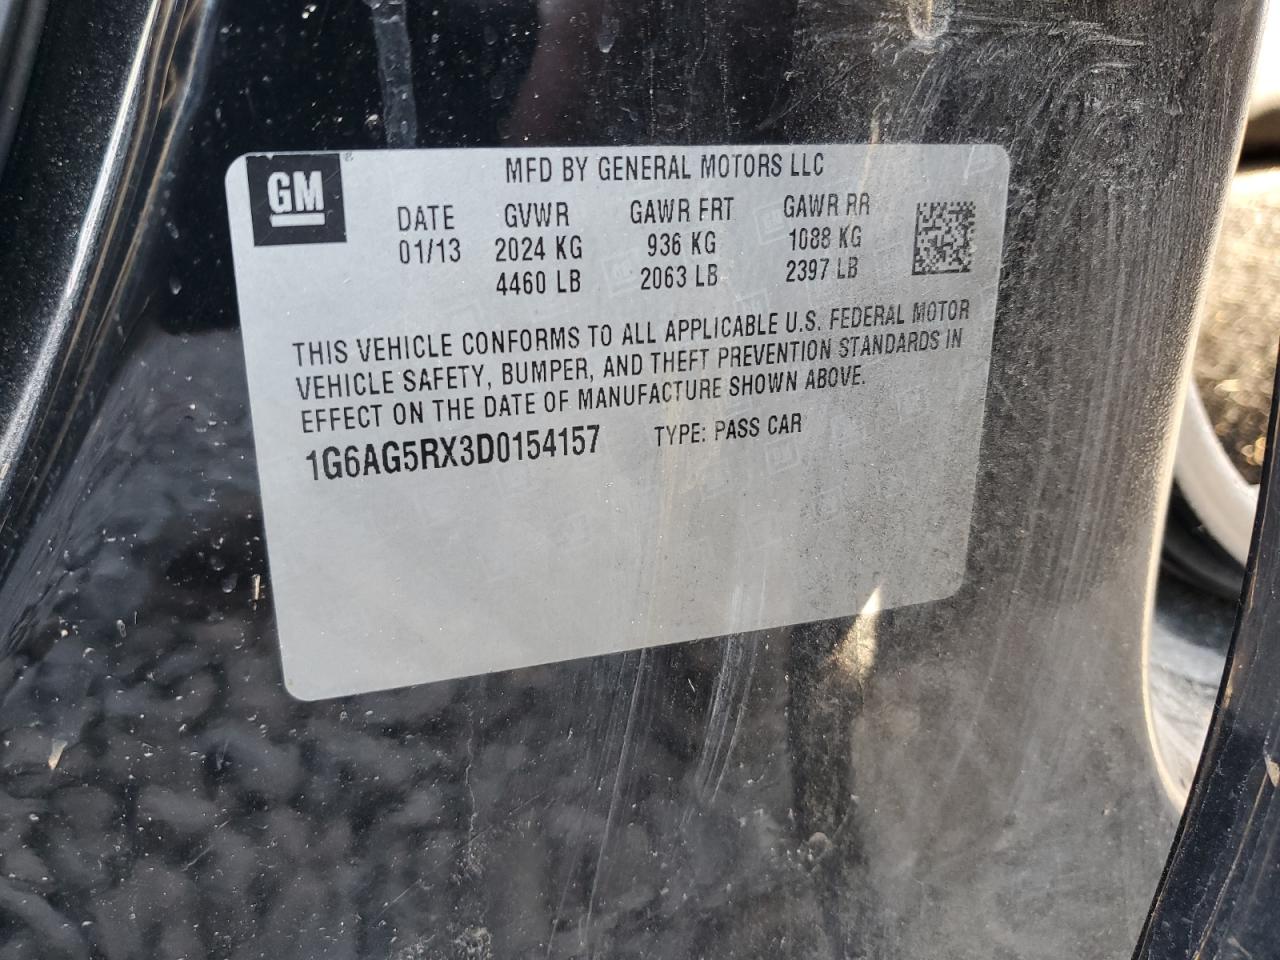 GM
MFD BY GENERAL MOTORS LLC
DATE GVWR GAWR FRT GAWR RR
01/13 2024 KG 936 KG 1088 KG
4460 LB 2063 LB 2397 LB
THIS VEHICLE CONFORMS TO ALL APPLICABLE U.S. FEDERAL MOTOR
VEHICLE SAFETY, BUMPER, AND THEFT PREVENTION STANDARDS IN
EFFECT ON THE DATE OF MANUFACTURE SHOWN ABOVE.
1G6AG5RX3D0154157 TYPE: PASS CAR